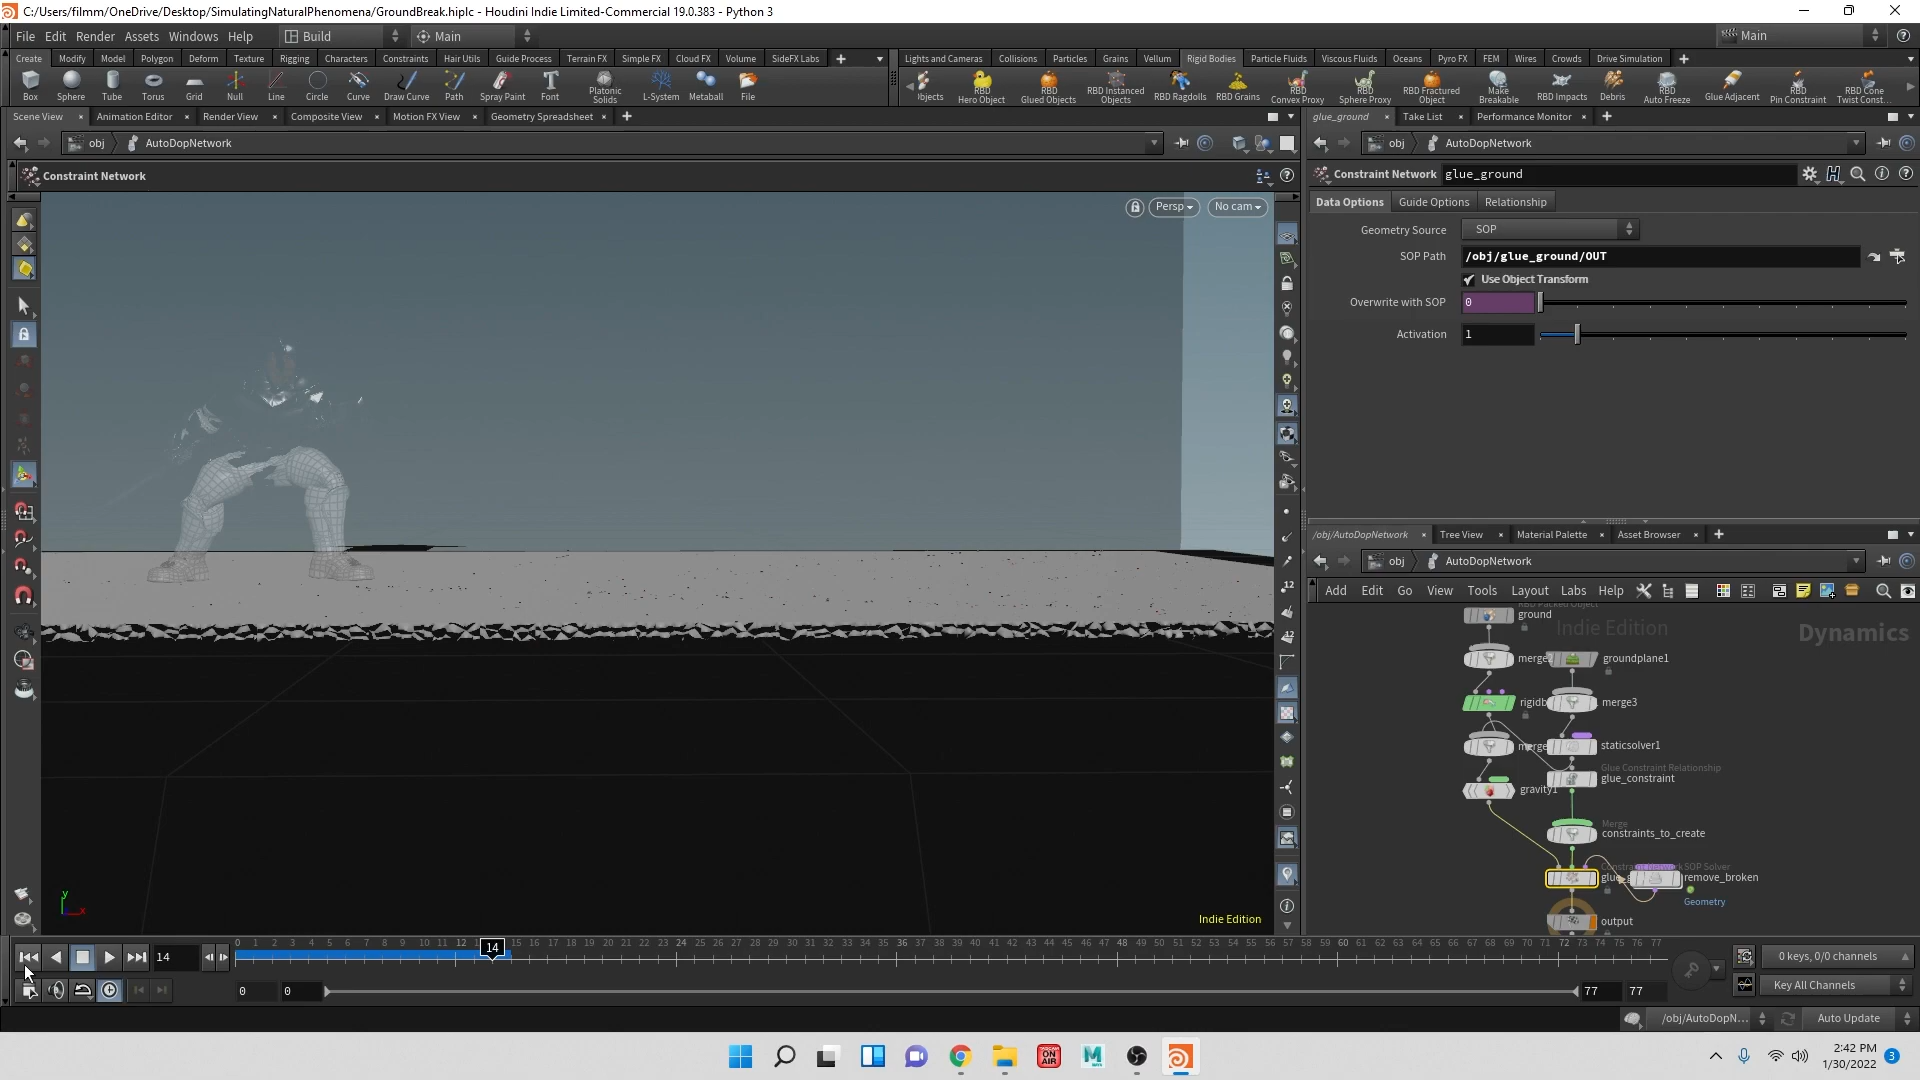 C:/Users/filmm/OneDrive/Desktop/SimulatingNaturalPhenomena/GroundBreak.hiplc - Houdini Indie Limited-Commercial 19.0.383 - Python 3
File Edit Render Assets Windows Help Build Main Main
Create Modify Model Polygon Deform Texture Rigging Characters Constraints Hair Utils Guide Process Terrain FX Simple FX Cloud FX Volume SideFX Labs
Lights and Cameras Collisions Particles Grains Vellum Rigid Bodies Particle Fluids Viscous Fluids Oceans Pyro FX FEM Wires Crowds Drive Simulation
Box Sphere Tube Torus Grid Null Line Circle Curve Draw Curve Path Spray Paint Font Platonic Solids L-System Metaball File
RBD Hero Object RBD Glued Objects RBD Instanced Objects RBD Ragdolls RBD Grains RBD Convex Proxy RBD Sphere Proxy RBD Fractured Object Make Breakable RBD Impacts Debris RBD Auto Freeze Glue Adjacent RBD Pin Constraint RBD Cone Twist Const...
Scene View Animation Editor Render View Composite View Motion FX View Geometry Spreadsheet
glue_ground Take List Performance Monitor
obj AutoDopNetwork
obj AutoDopNetwork
Constraint Network
Constraint Network glue_ground
Persp No cam
Data Options Guide Options Relationship
Geometry Source SOP
SOP Path /obj/glue_ground/OUT
Use Object Transform
Overwrite with SOP 0
Activation 1
/obj/AutoDopNetwork Tree View Material Palette Asset Browser
obj AutoDopNetwork
Add Edit Go View Tools Layout Labs Help
RBD Packed Object
ground
Indie Edition
Dynamics
merge2
groundplane1
merge3
staticsolver1
Glue Constraint Relationship
glue_constraint
gravity1
Merge
constraints_to_create
SOP Solver
remove_broken
Geometry
output
Indie Edition
14
0 1 2 3 4 5 6 7 8 9 10 11 12 14 15 16 17 18 19 20 21 22 23 24 25 26 27 28 29 30 31 32 33 34 35 36 37 38 39 40 41 42 43 44 45 46 47 48 49 50 51 52 53 54 55 56 57 58 59 60 61 62 63 64 65 66 67 68 69 70 71 72 73 74 75 76 77
14
0 keys, 0/0 channels
0 0 77 77
Key All Channels
/obj/AutoDopN... Auto Update
2:42 PM
1/30/2022
3